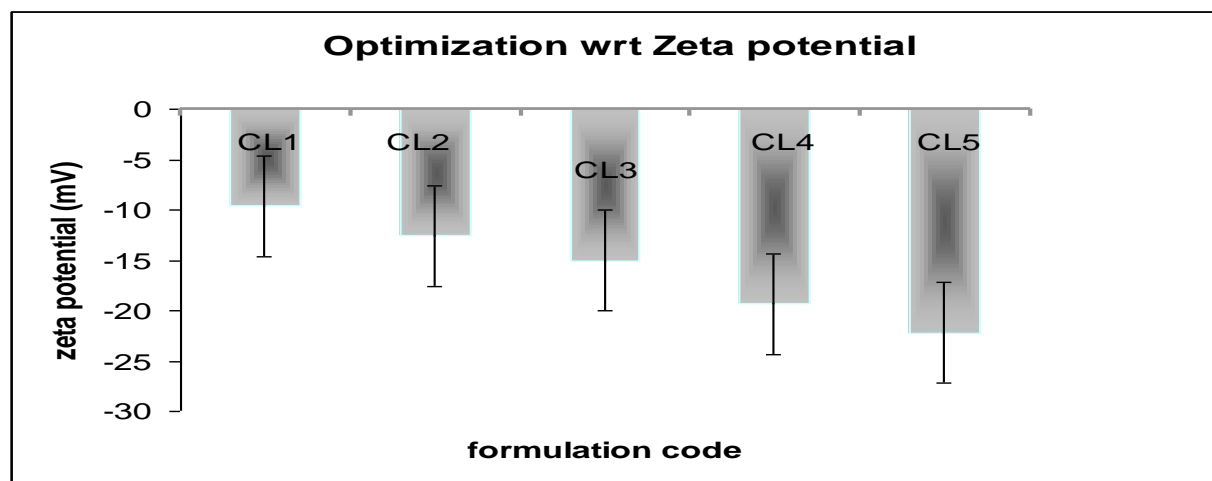 Optimization wrt Zeta potential
zeta potential (mV)
0
-5
-10
-15
-20
-25
-30
CL1
CL2
CL3
CL4
CL5
formulation code